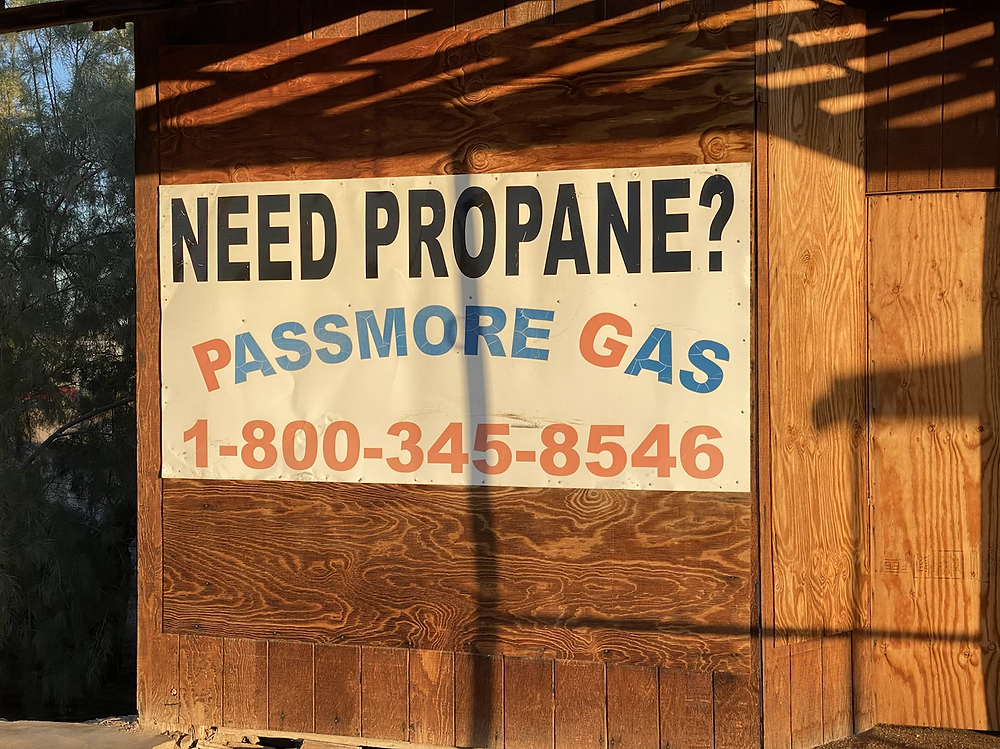 NEED PROPANE?
PASSMORE GAS
1-800-345-8546